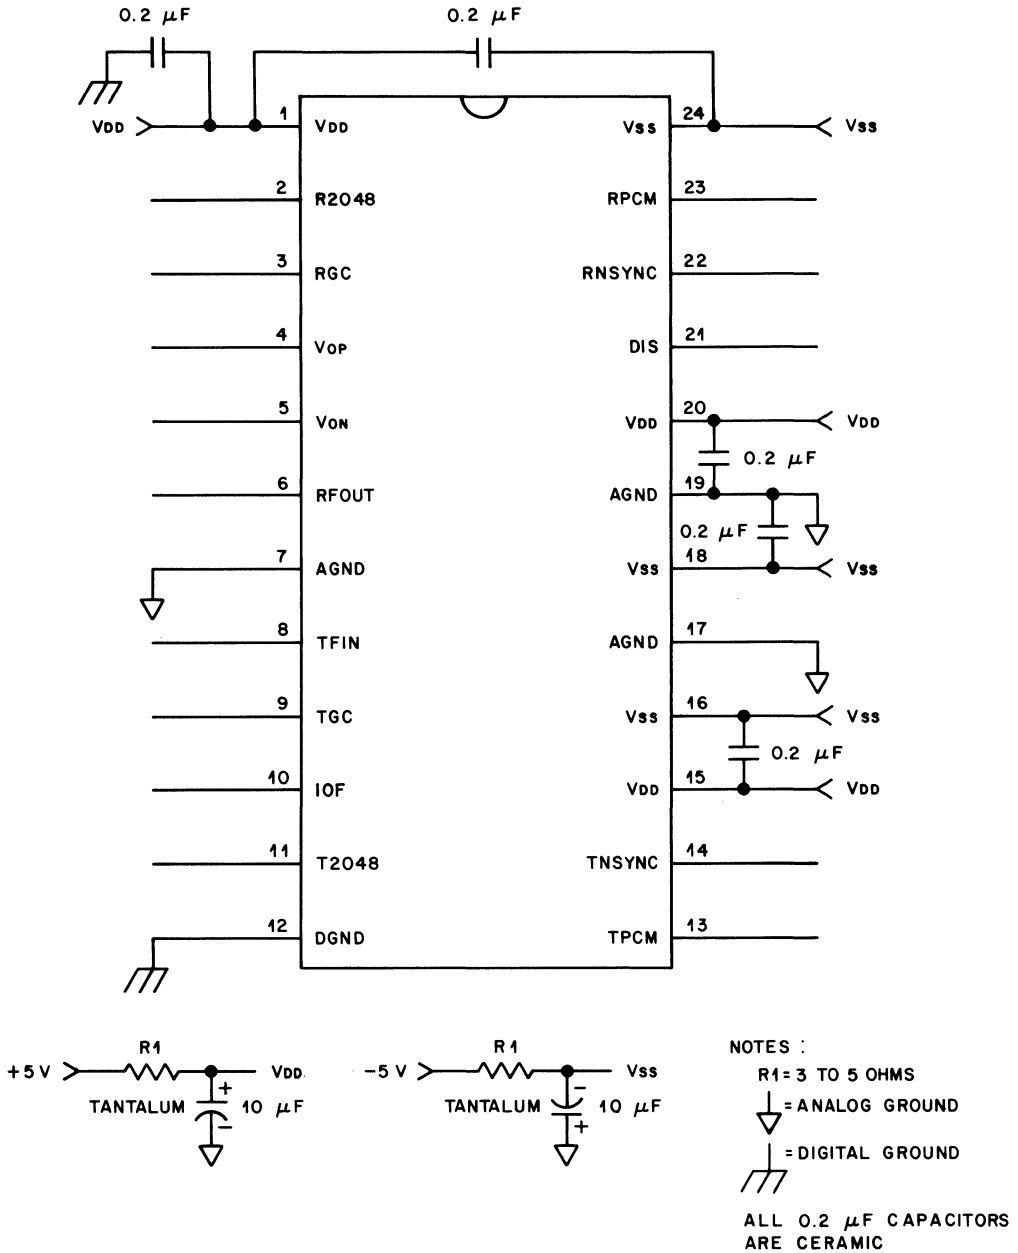 0.2 µF
0.2 µF
VDD
1
VDD
VSS
24
VSS
2
R2048
RPCM
23
3
RGC
RNSYNC
22
4
VOP
DIS
21
5
VON
VDD
20
VDD
0.2 µF
6
RFOUT
AGND
19
0.2 µF
7
AGND
VSS
18
VSS
8
TFIN
AGND
17
9
TGC
VSS
16
VSS
0.2 µF
10
IOF
VDD
15
VDD
11
T2048
TNSYNC
14
12
DGND
TPCM
13
R1
+5V
VDD
+
TANTALUM
10 µF
−
R1
−5V
VSS
−
TANTALUM
10 µF
+
NOTES :
R1= 3 TO 5 OHMS
= ANALOG GROUND
= DIGITAL GROUND
ALL 0.2 µF CAPACITORS
ARE CERAMIC